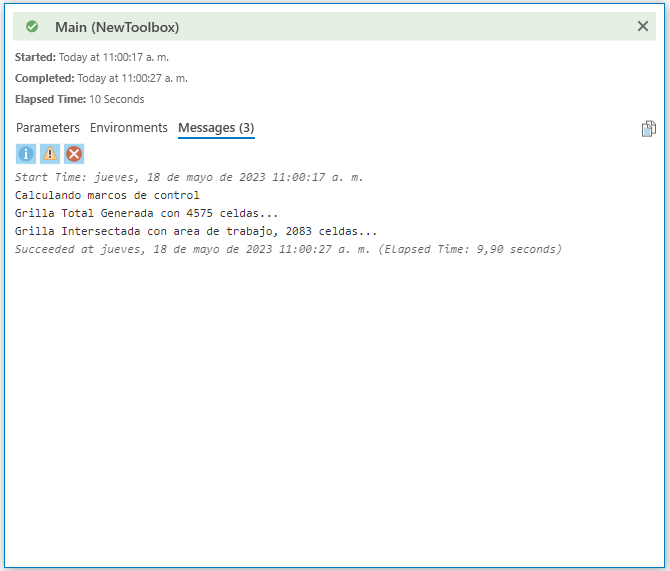 Main (NewToolbox)
Started: Today at 11:00:17 a. m.
Completed: Today at 11:00:27 a. m.
Elapsed Time: 10 Seconds
Parameters Environments Messages (3)
Start Time: jueves, 18 de mayo de 2023 11:00:17 a. m.
Calculando marcos de control
Grilla Total Generada con 4575 celdas...
Grilla Intersectada con area de trabajo, 2083 celdas...
Succeeded at jueves, 18 de mayo de 2023 11:00:27 a. m. (Elapsed Time: 9,90 seconds)